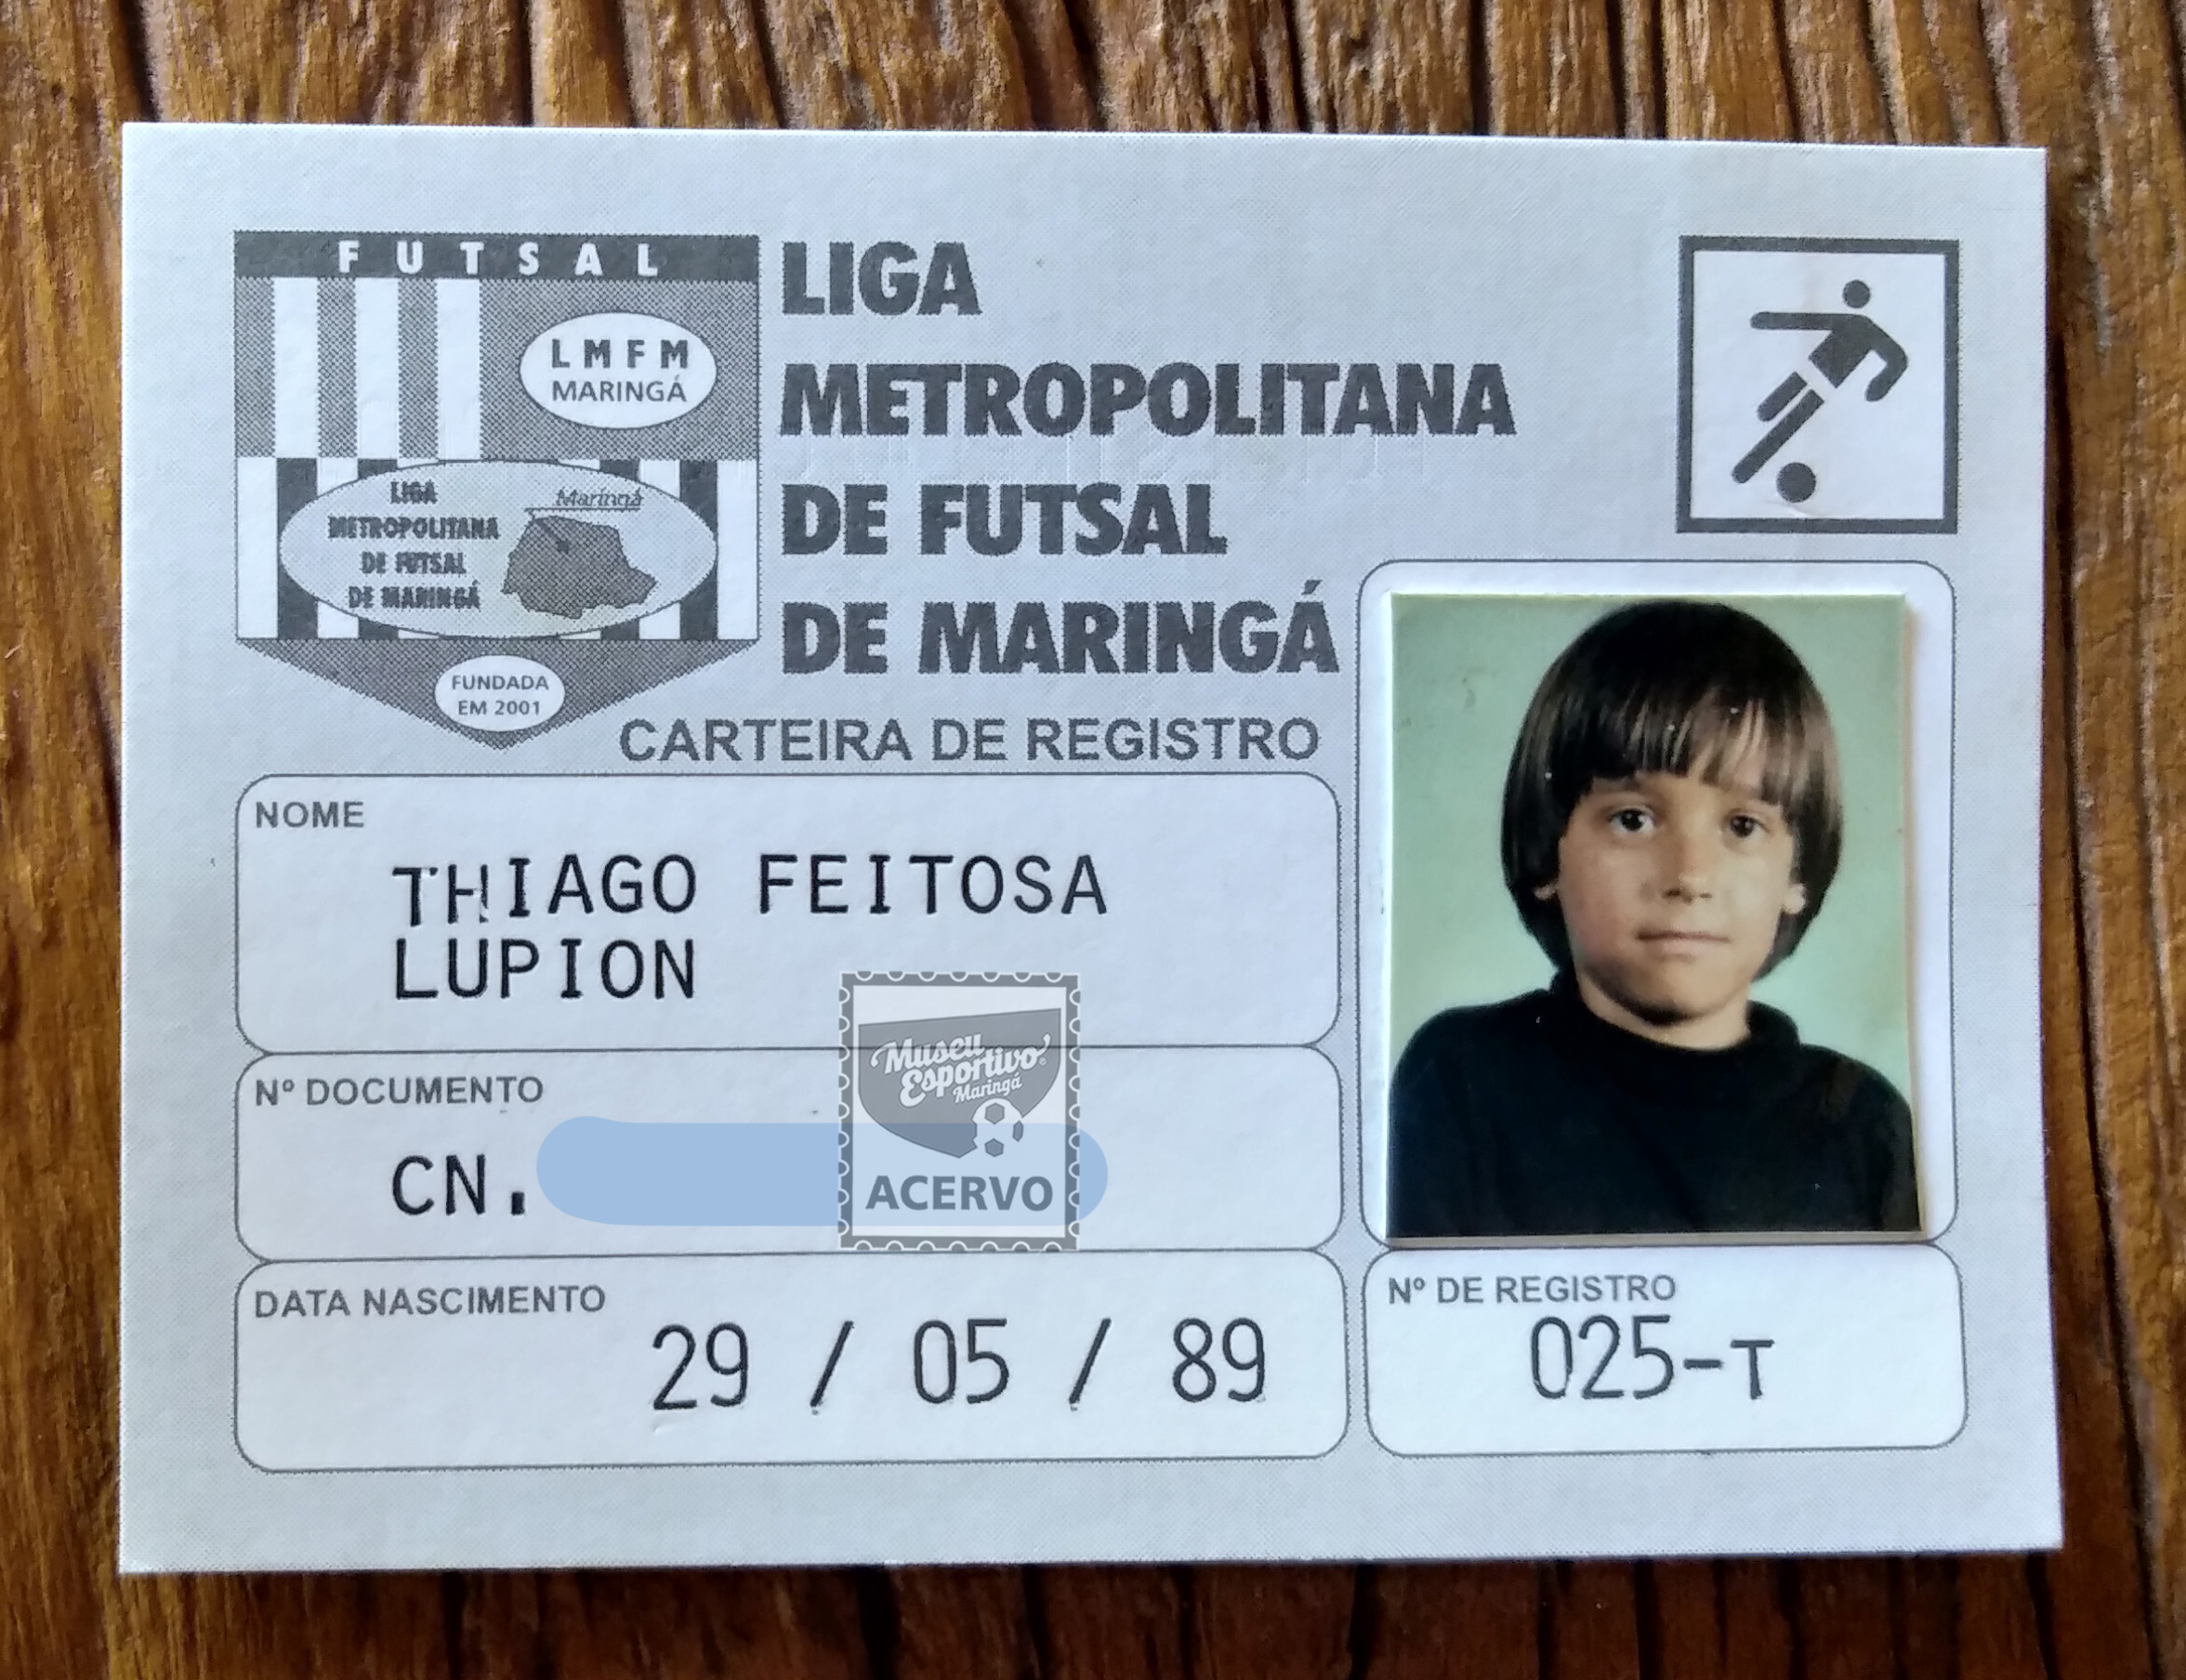 FUTSAL
LMFM
MARINGÁ
LIGA
METROPOLITANA
DE FUTSAL
DE MARINGÁ
Maringá
FUNDADA
EM 2001
LIGA
METROPOLITANA
DE FUTSAL
DE MARINGÁ
CARTEIRA DE REGISTRO
NOME
THIAGO FEITOSA
LUPION
Nº DOCUMENTO
CN.
Museu
Esportivo
Maringá
ACERVO
DATA NASCIMENTO
29 / 05 / 89
Nº DE REGISTRO
025-T